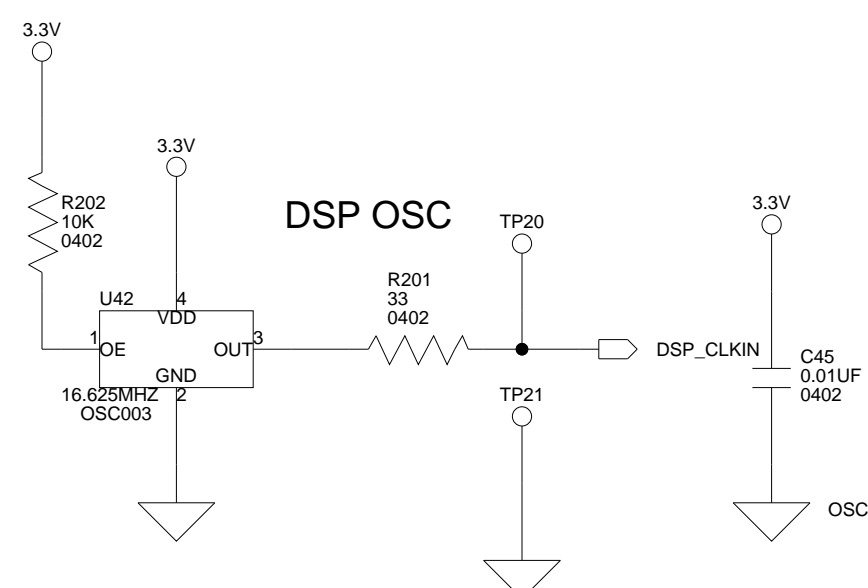 3.3V
R202
10K
0402
3.3V
DSP OSC
U42
4
VDD
1
OE
OUT
3
GND
2
16.625MHZ
OSC003
R201
33
0402
TP20
DSP_CLKIN
TP21
3.3V
C45
0.01UF
0402
OSC